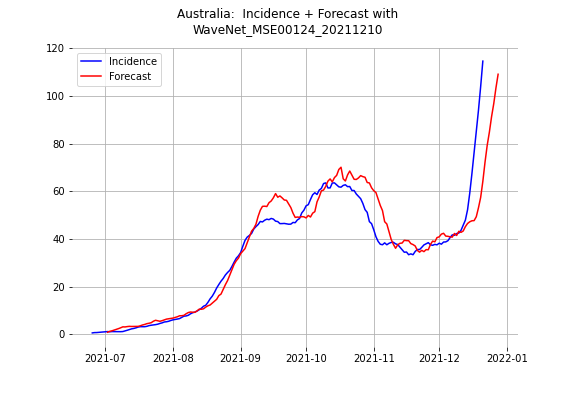 Australia:  Incidence + Forecast with
WaveNet_MSE00124_20211210
Incidence
Forecast
120
100
80
60
40
20
0
2021-07 2021-08 2021-09 2021-10 2021-11 2021-12 2022-01